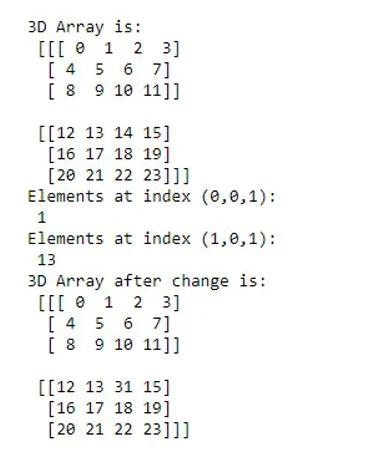 3D Array is:
[[[ 0 1 2 3]
[ 4 5 6 7]
[ 8 9 10 11]]
[[12 13 14 15]
[16 17 18 19]
[20 21 22 23]]]
Elements at index (0,0,1):
1
Elements at index (1,0,1):
13
3D Array after change is:
[[[ 0 1 2 3]
[ 4 5 6 7]
[ 8 9 10 11]]
[[12 13 31 15]
[16 17 18 19]
[20 21 22 23]]]